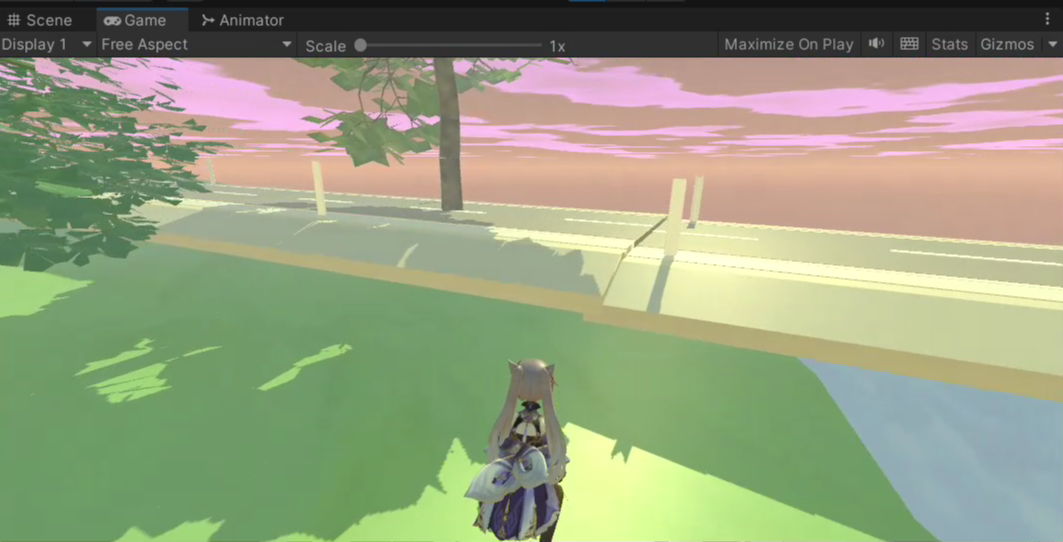 Scene Game Animator
Display 1 Free Aspect Scale 1x Maximize On Play Stats Gizmos